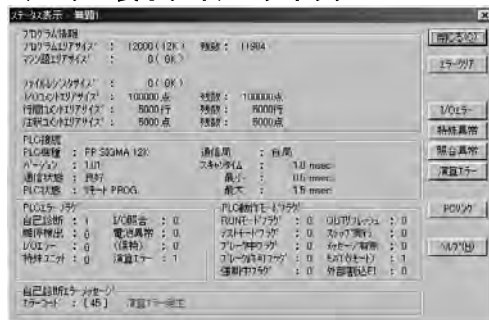 ステータス表示 - 無題1
プログラム情報
プログラムエリアサイズ : 12000 ( 12K ) 残数 : 11904
マシン語エリアサイズ : 0 ( 0K )
ファイルレジスタサイズ : 0 ( 0K )
I/Oコメントエリアサイズ : 100000 点 残数 : 100000点
行間コメントエリアサイズ : 5000行 残数 : 5000行
注釈コメントエリアサイズ : 5000点 残数 : 5000点
PLC接続
PLC機種 : FP SIGMA 12K 通信局 : 自局
バージョン : 1.01 スキャンタイム : 1.0 msec
通信状態 : 良好 最小 : 0.5 msec
PLC状態 : リモート PROG. 最大 : 1.5 msec
PLCエラーフラグ
自己診断 : 1 I/O照合 : 0
瞬停検出 : 0 電池異常 : 0
I/Oエラー : 0 (保持) : 0
特殊ユニット : 0 演算エラー : 1
PLC動作モードフラグ
RUNモードフラグ : 0 OUTリフレッシュ : 0
テストモードフラグ : 0 ステップ実行 : 0
ブレーク中フラグ : 0 メッセージ有無 : 0
ブレーク許可フラグ : 0 EXT(リモート) : 1
強制中フラグ : 0 外部割込EI : 0
自己診断エラーメッセージ
エラーコード : [ 45 ] 演算エラー発生
閉じる
エラークリア
I/Oエラー
特殊異常
照合異常
演算エラー
PCリンク
ヘルプ(H)